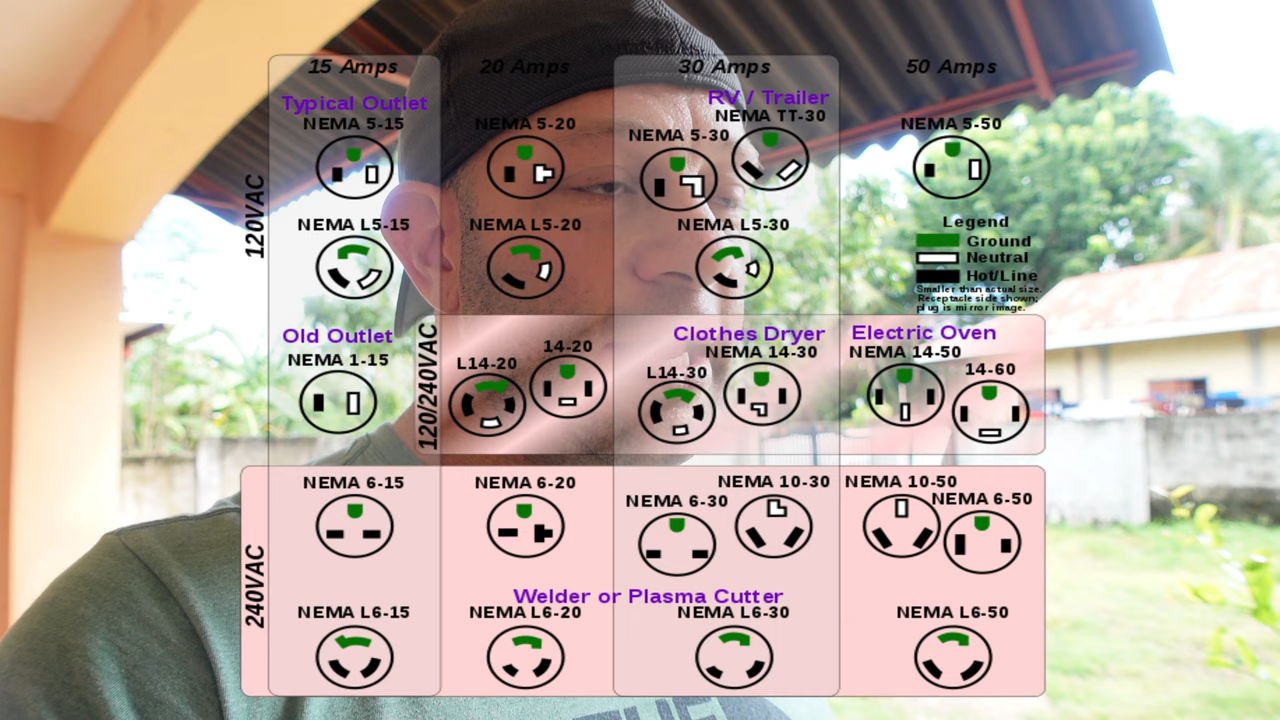 15 Amps
20 Amps
30 Amps
50 Amps
Typical Outlet
RV / Trailer
NEMA 5-15
NEMA 5-20
NEMA 5-30
NEMA TT-30
NEMA 5-50
120VAC
NEMA L5-15
NEMA L5-20
NEMA L5-30
Legend
Ground
Neutral
Hot/Line
Smaller than actual size.
Receptacle side shown;
plug is mirror image.
Old Outlet
Clothes Dryer
Electric Oven
NEMA 1-15
120/240VAC
L14-20
14-20
L14-30
NEMA 14-30
NEMA 14-50
14-60
240VAC
NEMA 6-15
NEMA 6-20
NEMA 6-30
NEMA 10-30
NEMA 10-50
NEMA 6-50
Welder or Plasma Cutter
NEMA L6-15
NEMA L6-20
NEMA L6-30
NEMA L6-50